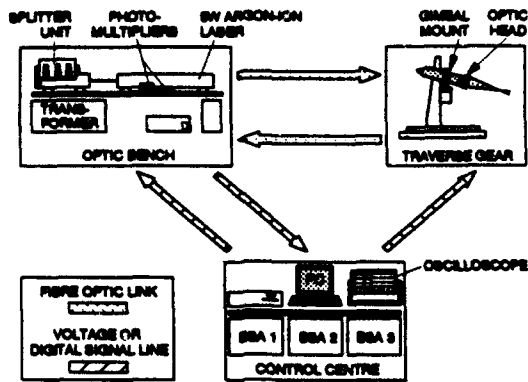 SPLITTER
UNIT
PHOTO-
MULTIPLIERS
5W ARGON-ION
LASER
GIMBAL
MOUNT
OPTIC
HEAD
TRANS-
FORMER
OPTIC BENCH
TRAVERSE GEAR
PC
OSCILLOSCOPE
FIBRE OPTIC LINK
VOLTAGE OR
DIGITAL SIGNAL LINE
BSA 1
BSA 2
BSA 3
CONTROL CENTRE